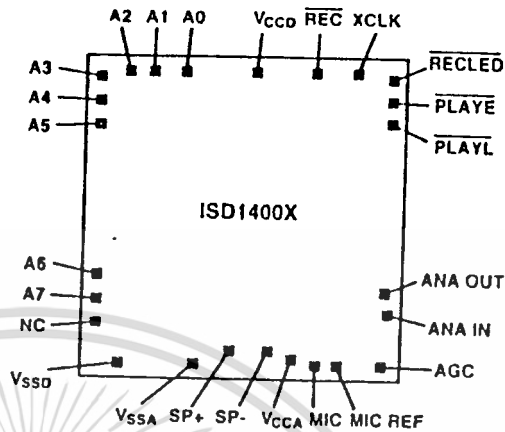 A2 A1 A0 VCCD REC XCLK
A3 RECLED
A4 PLAYE
A5 PLAYL
ISD1400X
A6 ANA OUT
A7 ANA IN
NC AGC
VSSD VSSA SP+ SP- VCCA MIC MIC REF